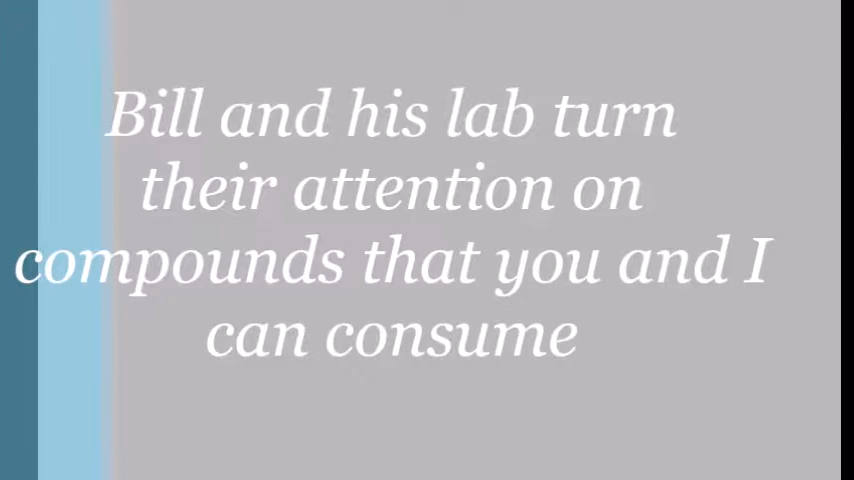 Bill and his lab turn
their attention on
compounds that you and I
can consume